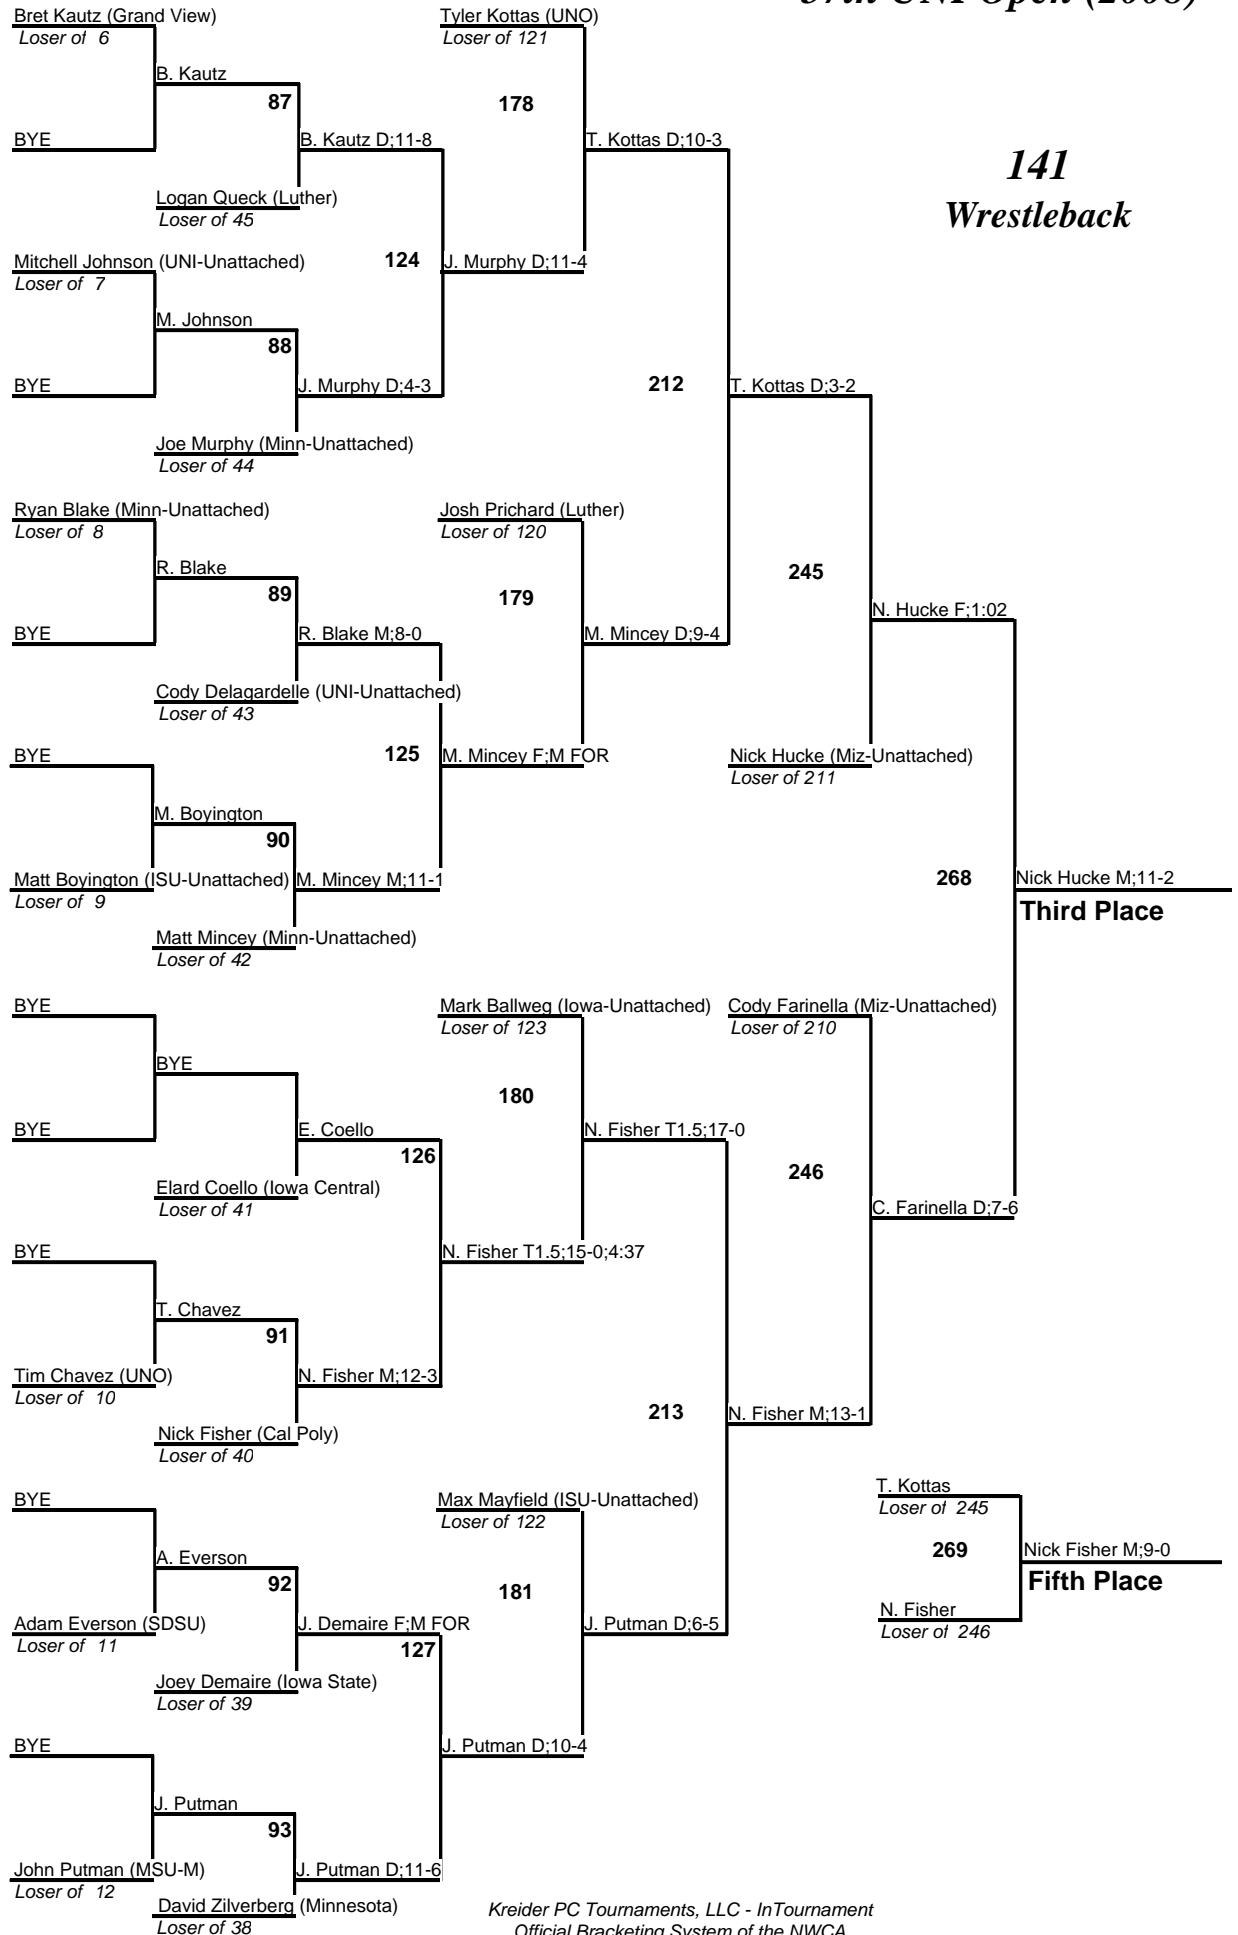 37th UNI Open (2008)
141
Wrestleback
Bret Kautz (Grand View)
Loser of 6
B. Kautz
87
BYE
B. Kautz D;11-8
Logan Queck (Luther)
Loser of 45
Mitchell Johnson (UNI-Unattached)
Loser of 7
124
J. Murphy D;11-4
M. Johnson
88
BYE
J. Murphy D;4-3
Joe Murphy (Minn-Unattached)
Loser of 44
Tyler Kottas (UNO)
Loser of 121
178
T. Kottas D;10-3
212
T. Kottas D;3-2
Ryan Blake (Minn-Unattached)
Loser of 8
R. Blake
89
BYE
R. Blake M;8-0
Cody Delagardelle (UNI-Unattached)
Loser of 43
BYE
125
M. Mincey F;M FOR
M. Boyington
90
Matt Boyington (ISU-Unattached)
Loser of 9
M. Mincey M;11-1
Matt Mincey (Minn-Unattached)
Loser of 42
Josh Prichard (Luther)
Loser of 120
179
M. Mincey D;9-4
245
N. Hucke F;1:02
Nick Hucke (Miz-Unattached)
Loser of 211
268
Nick Hucke M;11-2
Third Place
BYE
BYE
BYE
E. Coello
126
Elard Coello (Iowa Central)
Loser of 41
BYE
N. Fisher T1.5;15-0;4:37
T. Chavez
91
Tim Chavez (UNO)
Loser of 10
N. Fisher M;12-3
Nick Fisher (Cal Poly)
Loser of 40
Mark Ballweg (Iowa-Unattached)
Loser of 123
180
N. Fisher T1.5;17-0
Cody Farinella (Miz-Unattached)
Loser of 210
246
C. Farinella D;7-6
213
N. Fisher M;13-1
BYE
A. Everson
92
Adam Everson (SDSU)
Loser of 11
J. Demaire F;M FOR
127
Joey Demaire (Iowa State)
Loser of 39
BYE
J. Putman D;10-4
J. Putman
93
John Putman (MSU-M)
Loser of 12
J. Putman D;11-6
David Zilverberg (Minnesota)
Loser of 38
Max Mayfield (ISU-Unattached)
Loser of 122
181
J. Putman D;6-5
T. Kottas
Loser of 245
269
Nick Fisher M;9-0
Fifth Place
N. Fisher
Loser of 246
Kreider PC Tournaments, LLC - InTournament
Official Bracketing System of the NWCA